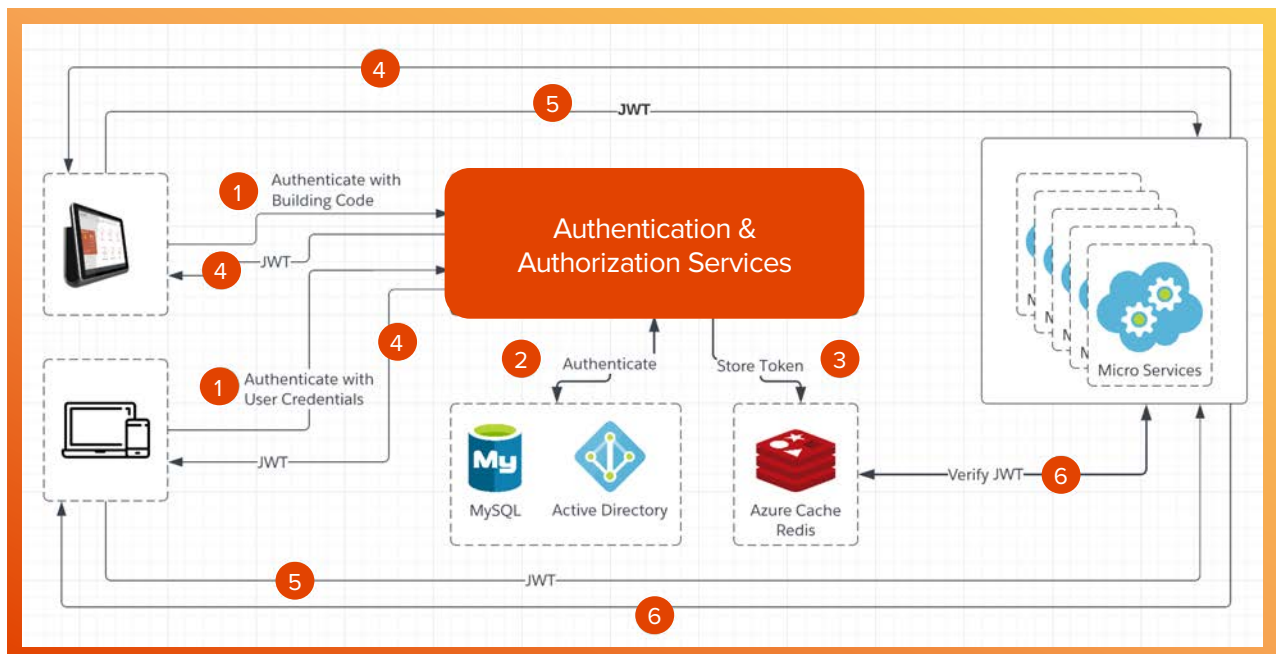 4
5
JWT
1
Authenticate with
Building Code
4
JWT
Authentication &
Authorization Services
4
1
Authenticate with
User Credentials
JWT
2
Authenticate
Store Token
3
My
MySQL
Active Directory
Azure Cache
Redis
N
N
N
N
Micro Services
Verify JWT
6
5
JWT
6